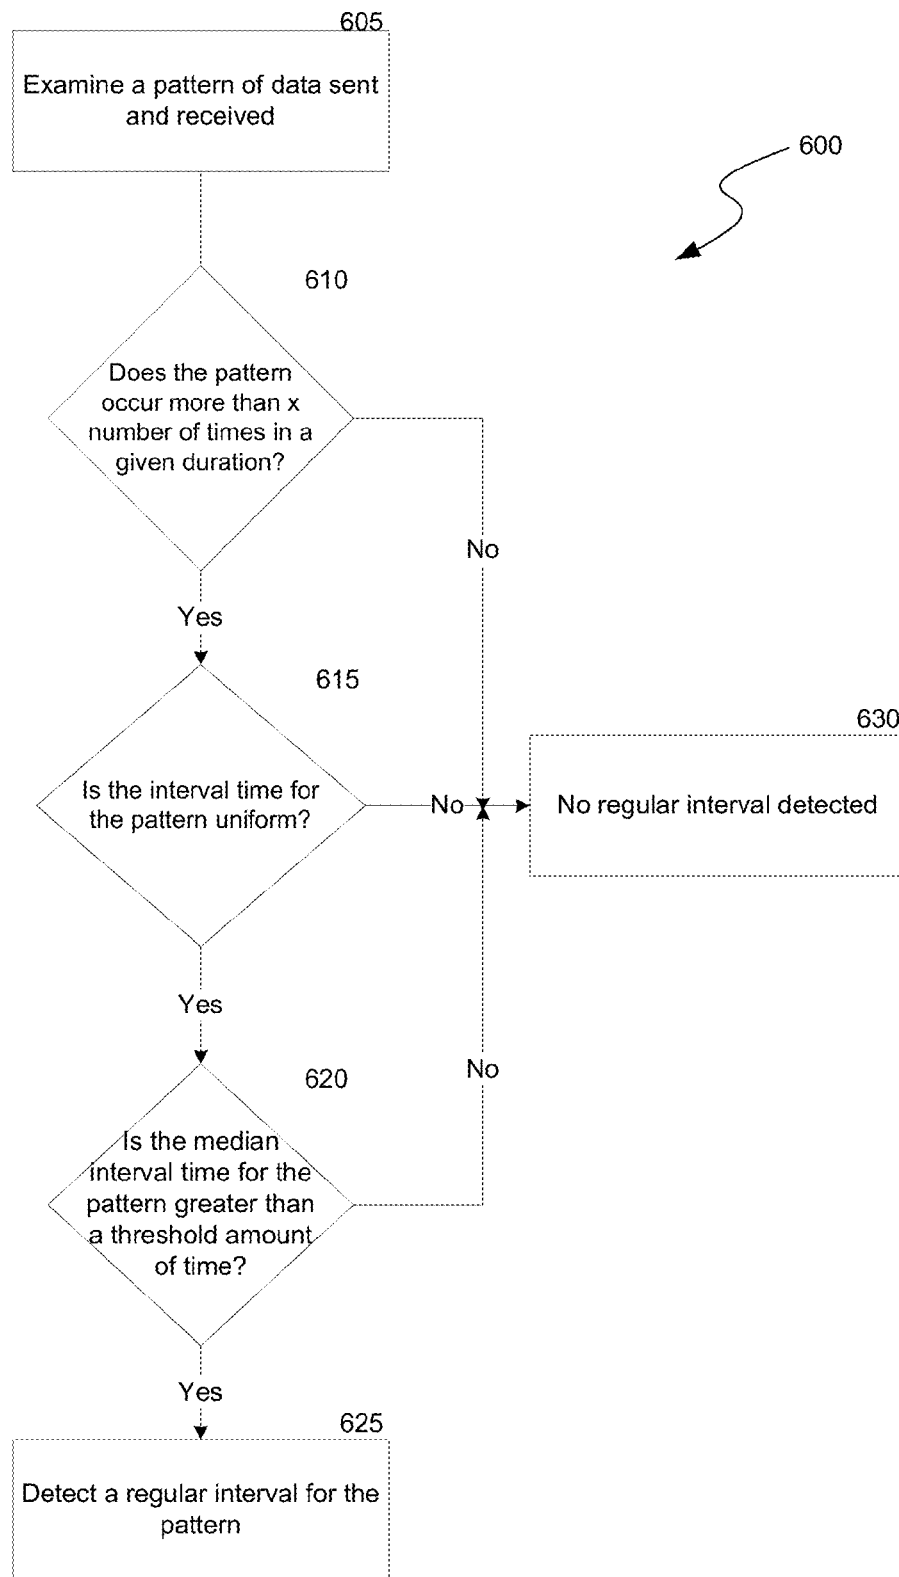 605
Examine a pattern of data sent
and received
600
610
Does the pattern
occur more than x
number of times in a
given duration?
No
Yes
615
Is the interval time for
the pattern uniform?
No
630
No regular interval detected
Yes
620
Is the median
interval time for the
pattern greater than
a threshold amount
of time?
No
Yes
625
Detect a regular interval for the
pattern